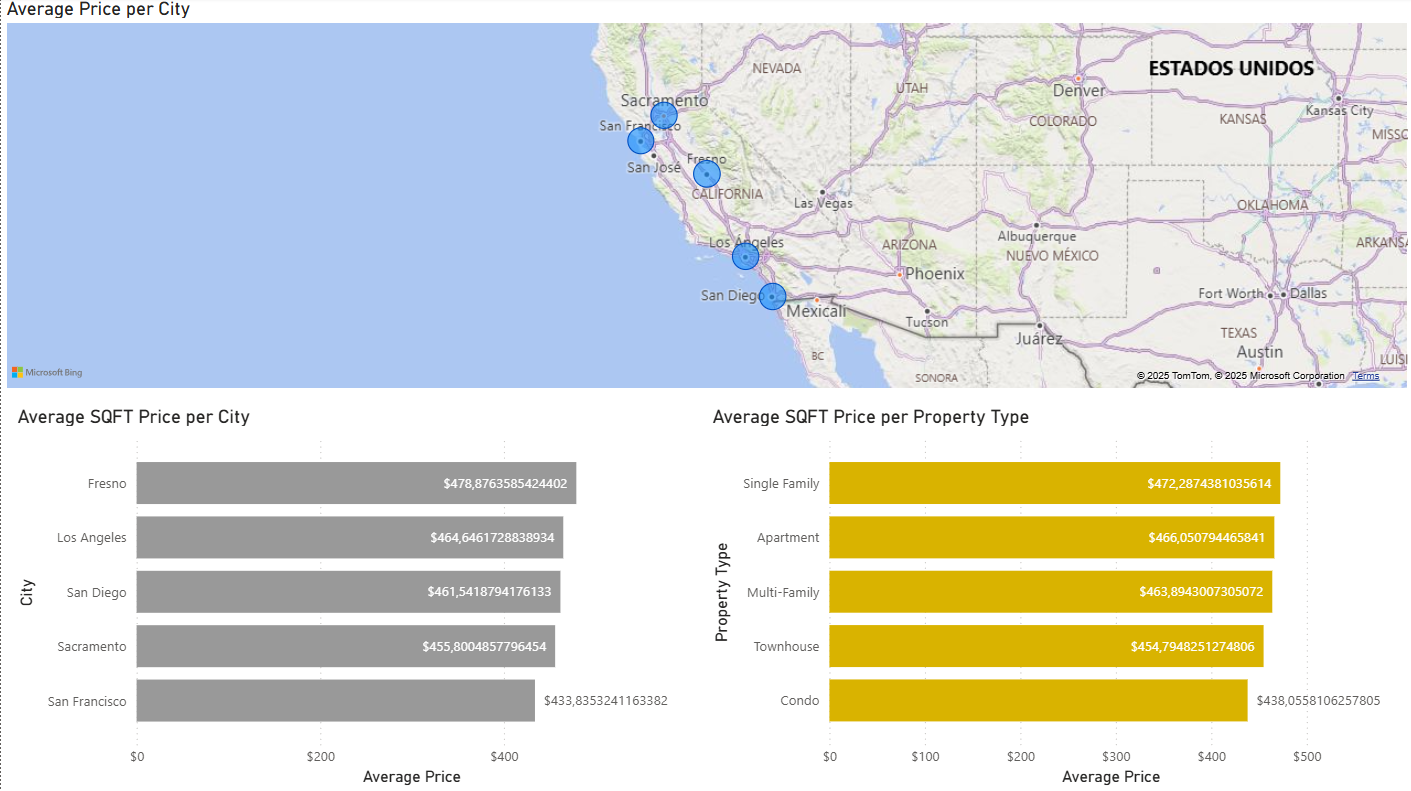 Average Price per City
ESTADOS UNIDOS
NEVADA
UTAH
Denver
COLORADO
KANSAS
Kansas City
MISSC
Sacramento
San Francisco
San José
Fresno
CALIFORNIA
Las Vegas
OKLAHOMA
Los Ángeles
ARIZONA
Albuquerque
NUEVO MÉXICO
ARKANSA
Phoenix
San Diego
Mexicali
Fort Worth
Dallas
Tucson
Juárez
TEXAS
Austin
LUISI
BC
SONORA
Microsoft Bing
© 2025 TomTom, © 2025 Microsoft Corporation Terms
Average SQFT Price per City
City
Fresno $478,8763585424402
Los Angeles $464,6461728838934
San Diego $461,5418794176133
Sacramento $455,8004857796454
San Francisco $433,8353241163382
$0 $200 $400
Average Price
Average SQFT Price per Property Type
Property Type
Single Family $472,2874381035614
Apartment $466,050794465841
Multi-Family $463,8943007305072
Townhouse $454,7948251274806
Condo $438,0558106257805
$0 $100 $200 $300 $400 $500
Average Price